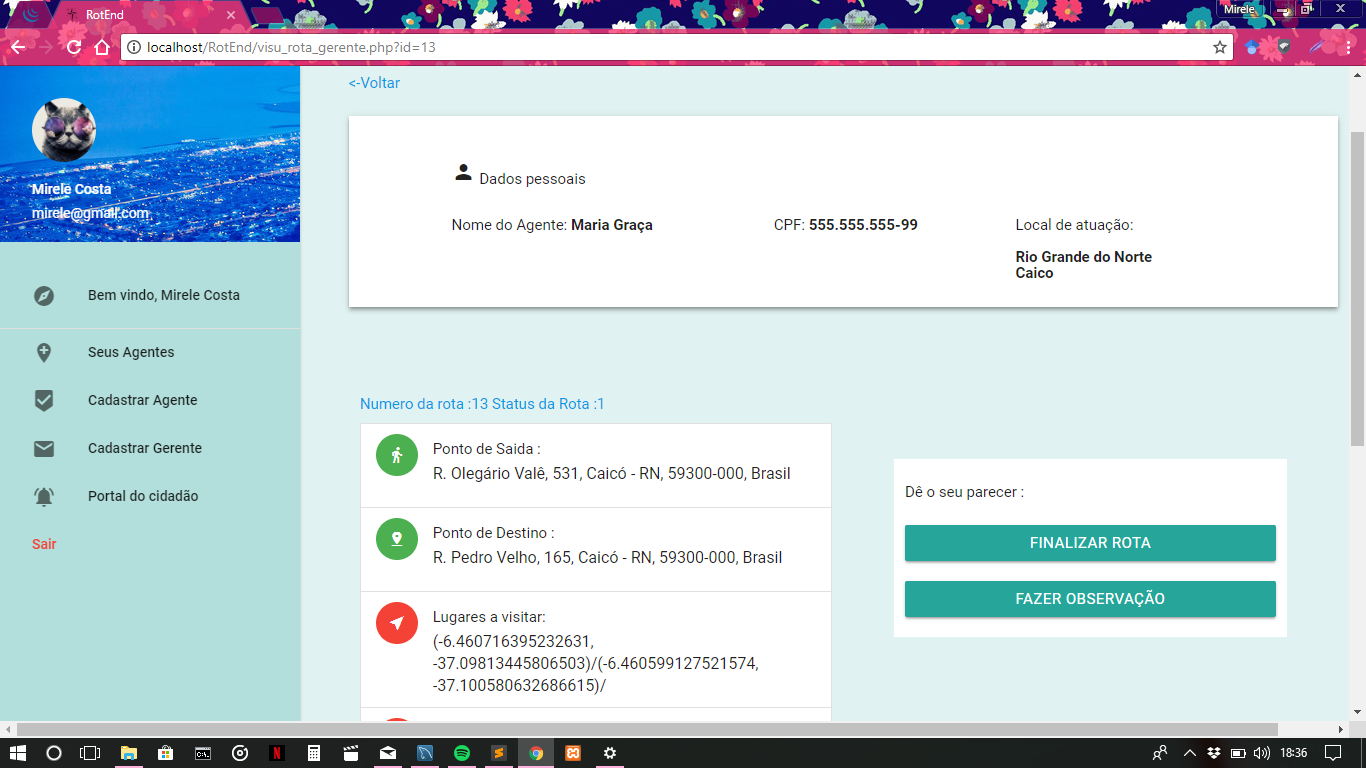 RotEnd
Mirele
localhost/RotEnd/visu_rota_gerente.php?id=13
<-Voltar
Mirele Costa
mirele@gmail.com
Bem vindo, Mirele Costa
Seus Agentes
Cadastrar Agente
Cadastrar Gerente
Portal do cidadão
Sair
Dados pessoais
Nome do Agente: Maria Graça
CPF: 555.555.555-99
Local de atuação:
Rio Grande do Norte
Caico
Numero da rota :13 Status da Rota :1
Ponto de Saida :
R. Olegário Valê, 531, Caicó - RN, 59300-000, Brasil
Ponto de Destino :
R. Pedro Velho, 165, Caicó - RN, 59300-000, Brasil
Lugares a visitar:
(-6.460716395232631,
-37.09813445806503)/(-6.460599127521574,
-37.100580632686615)/
Dê o seu parecer :
FINALIZAR ROTA
FAZER OBSERVAÇÃO
18:36